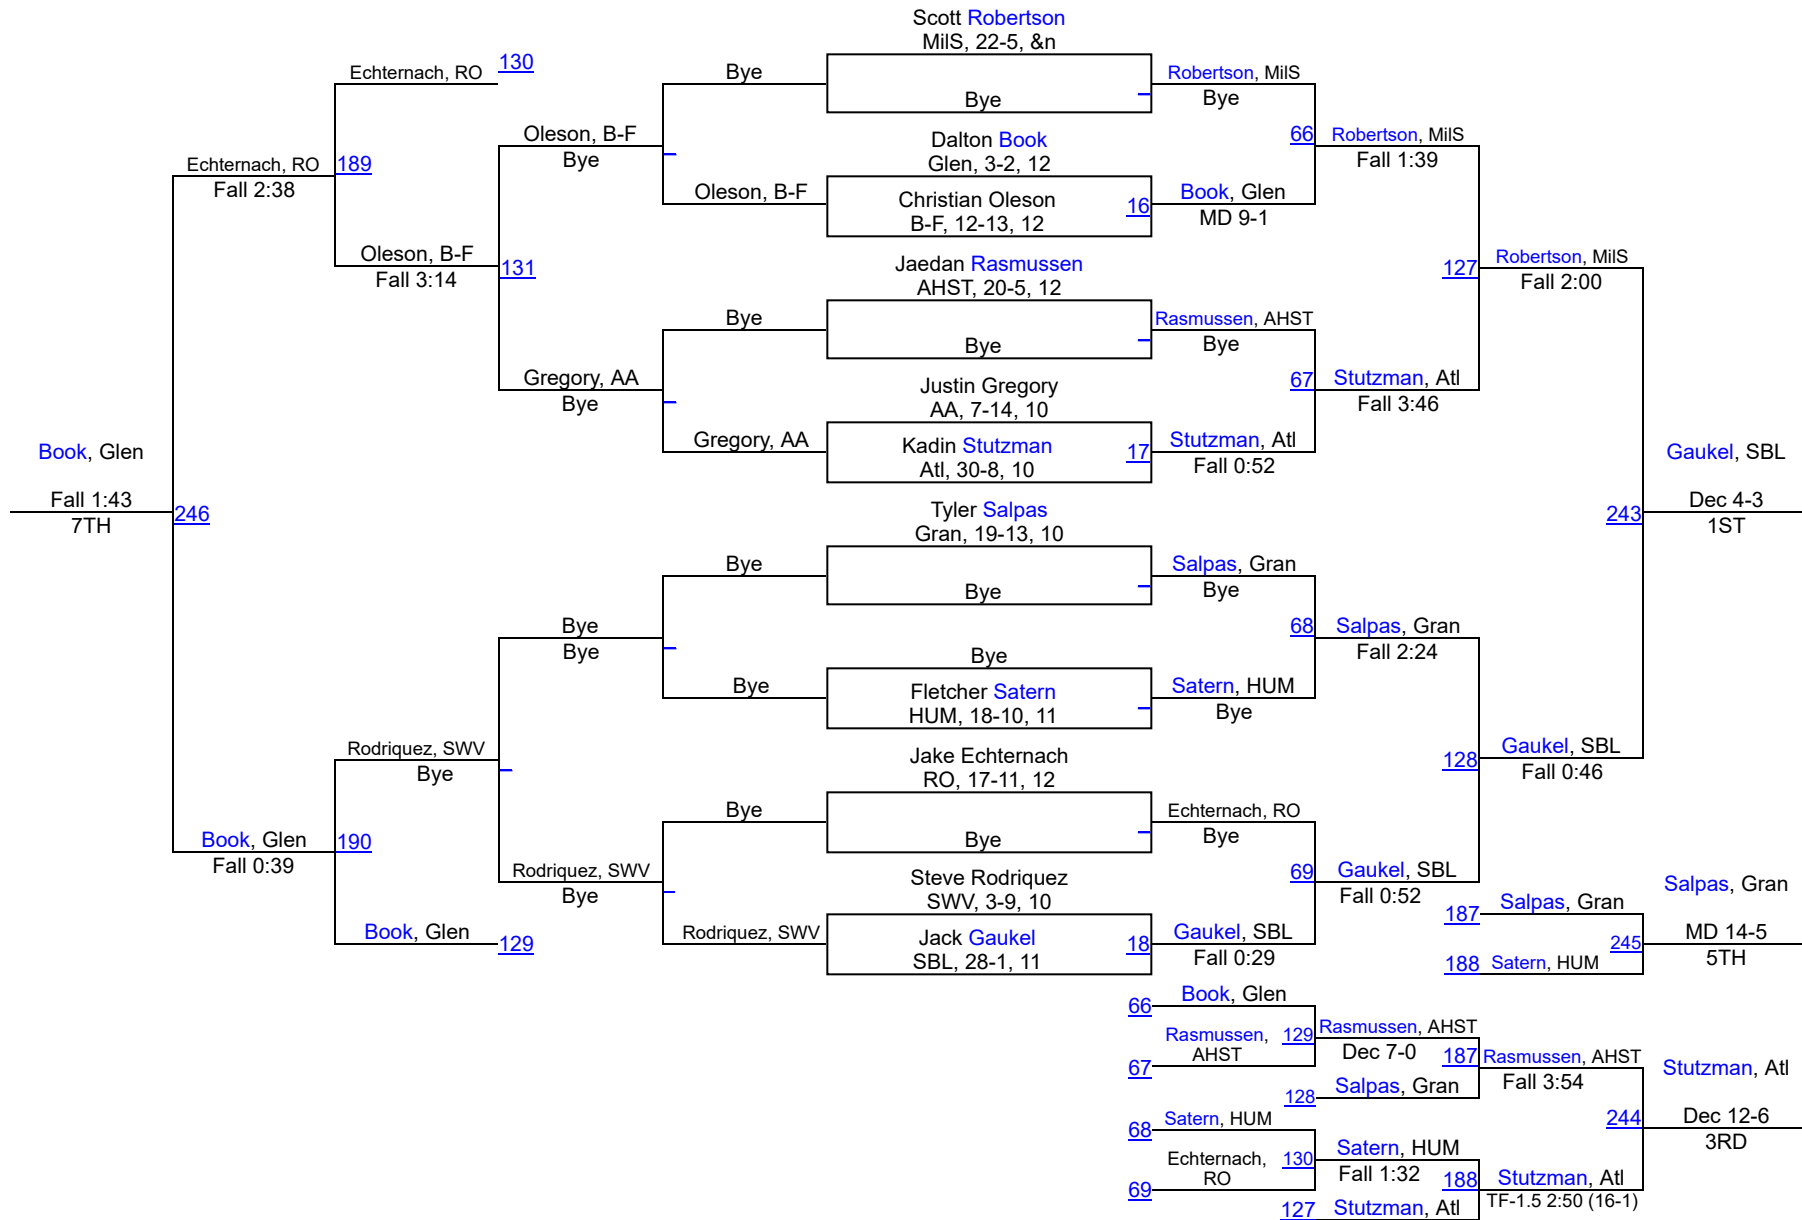 Scott Robertson
MilS, 22-5, &n
Bye
Dalton Book
Glen, 3-2, 12
Christian Oleson
B-F, 12-13, 12
16
Jaedan Rasmussen
AHST, 20-5, 12
Bye
Justin Gregory
AA, 7-14, 10
Kadin Stutzman
Atl, 30-8, 10
17
Tyler Salpas
Gran, 19-13, 10
Bye
Bye
Fletcher Satern
HUM, 18-10, 11
Jake Echternach
RO, 17-11, 12
Bye
Steve Rodriquez
SWV, 3-9, 10
Jack Gaukel
SBL, 28-1, 11
18
Robertson, MilS
Bye
66
Book, Glen
MD 9-1
Rasmussen, AHST
Bye
67
Stutzman, Atl
Fall 0:52
Salpas, Gran
Bye
68
Satern, HUM
Bye
Echternach, RO
Bye
69
Gaukel, SBL
Fall 0:29
Robertson, MilS
Fall 1:39
127
Stutzman, Atl
Fall 3:46
Salpas, Gran
Fall 2:24
128
Gaukel, SBL
Fall 0:52
Robertson, MilS
Fall 2:00
243
Gaukel, SBL
Fall 0:46
Gaukel, SBL
Dec 4-3
1ST
187
Salpas, Gran
188
Satern, HUM
245
Salpas, Gran
MD 14-5
5TH
66
Book, Glen
Rasmussen,
AHST
67
129
Rasmussen, AHST
Dec 7-0
128
Salpas, Gran
187
Rasmussen, AHST
Fall 3:54
68
Satern, HUM
Echternach,
RO
69
130
Satern, HUM
Fall 1:32
127
Stutzman, Atl
188
Stutzman, Atl
TF-1.5 2:50 (16-1)
244
Stutzman, Atl
Dec 12-6
3RD
Bye
Oleson, B-F
Bye
Gregory, AA
Bye
Bye
Bye
Rodriquez, SWV
Oleson, B-F
Bye
Gregory, AA
Bye
Bye
Bye
Rodriquez, SWV
Bye
Echternach, RO
130
Oleson, B-F
Fall 3:14
131
Rodriquez, SWV
Bye
Book, Glen
129
Echternach, RO
Fall 2:38
189
Book, Glen
Fall 0:39
190
Book, Glen
Fall 1:43
7TH
246